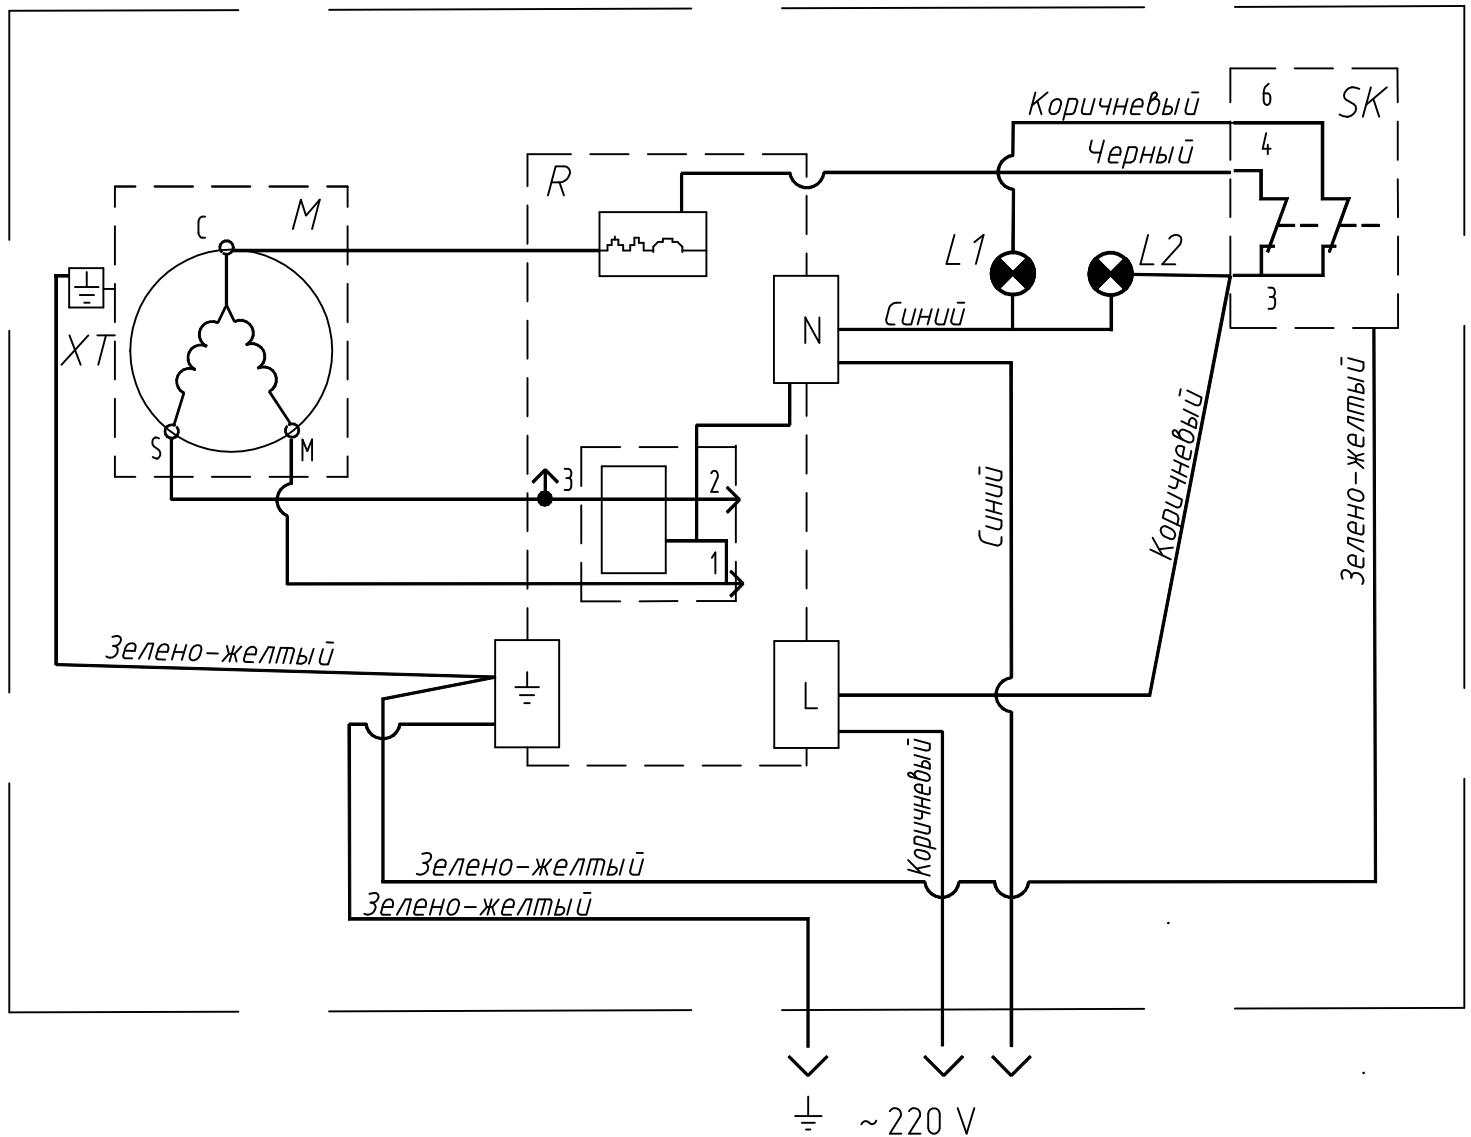 Коричневый
6
SK
Черный
4
R
M
C
L1
L2
3
Синий
N
XT
S
M
3
2
1
Синий
Коричневый
Зелено-желтый
Зелено-желтый
L
Коричневый
Зелено-желтый
Зелено-желтый
~ 220 V